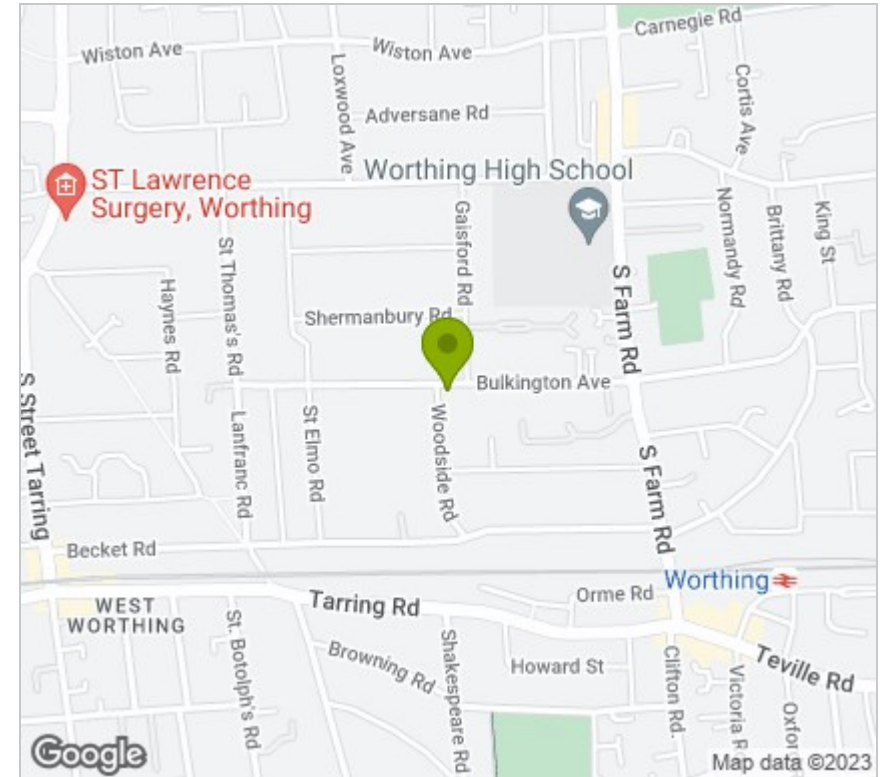 Carnegie Rd
Wiston Ave
Wiston Ave
Loxwood Ave
Cortis Ave
Adversane Rd
Worthing High School
ST Lawrence
Surgery, Worthing
Gaisford Rd
Normandy Rd
Brittany Rd
King St
St Thomas's Rd
Haynes Rd
S Farm Rd
Shermanbury Rd
Bulkington Ave
S Street Tarring
Lanfranc Rd
St Elmo Rd
Woodside Rd
S Farm Rd
Becket Rd
Worthing
Orme Rd
WEST
WORTHING
Tarring Rd
St. Botolph's Rd
Browning Rd
Shakespeare Rd
Howard St
Clifton Rd
Teville Rd
Victoria R
Oxfor
Google
Map data ©2023